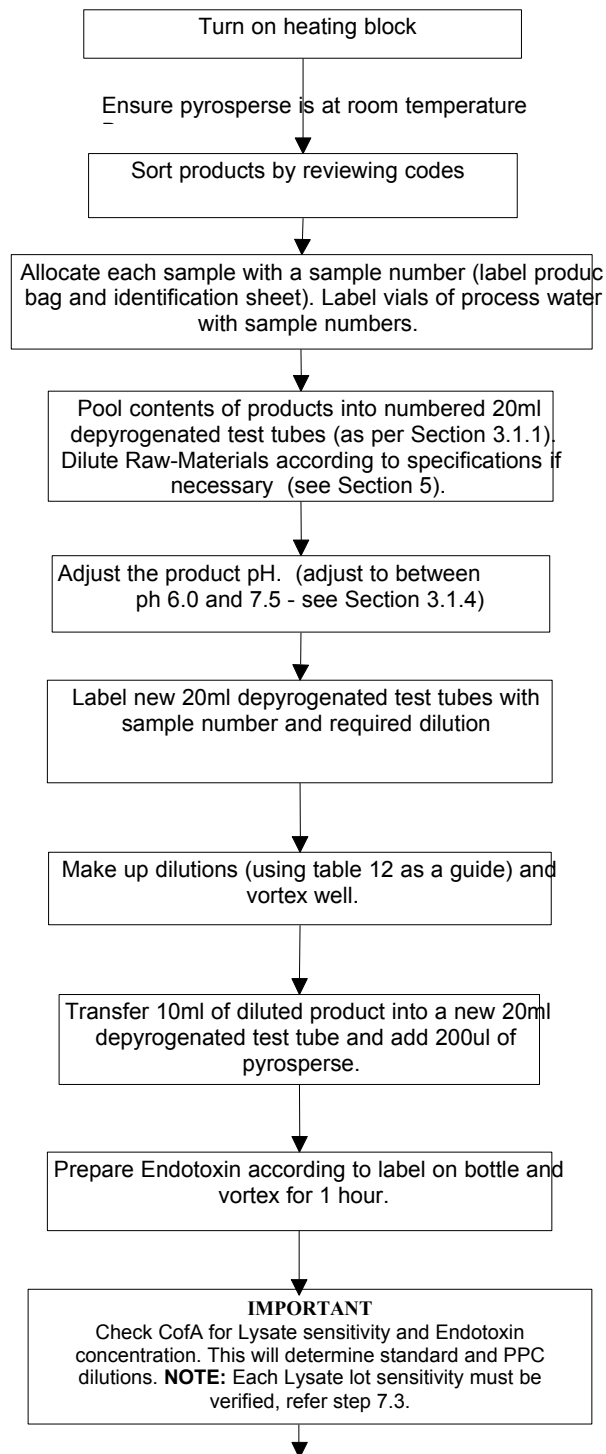 Turn on heating block
Ensure pyrosperse is at room temperature
Sort products by reviewing codes
Allocate each sample with a sample number (label produc
bag and identification sheet). Label vials of process water
with sample numbers.
Pool contents of products into numbered 20ml
depyrogenated test tubes (as per Section 3.1.1).
Dilute Raw-Materials according to specifications if
necessary (see Section 5).
Adjust the product pH. (adjust to between
ph 6.0 and 7.5 - see Section 3.1.4)
Label new 20ml depyrogenated test tubes with
sample number and required dilution
Make up dilutions (using table 12 as a guide) and
vortex well.
Transfer 10ml of diluted product into a new 20ml
depyrogenated test tube and add 200ul of
pyrosperse.
Prepare Endotoxin according to label on bottle and
vortex for 1 hour.
IMPORTANT
Check CofA for Lysate sensitivity and Endotoxin
concentration. This will determine standard and PPC
dilutions. NOTE: Each Lysate lot sensitivity must be
verified, refer step 7.3.